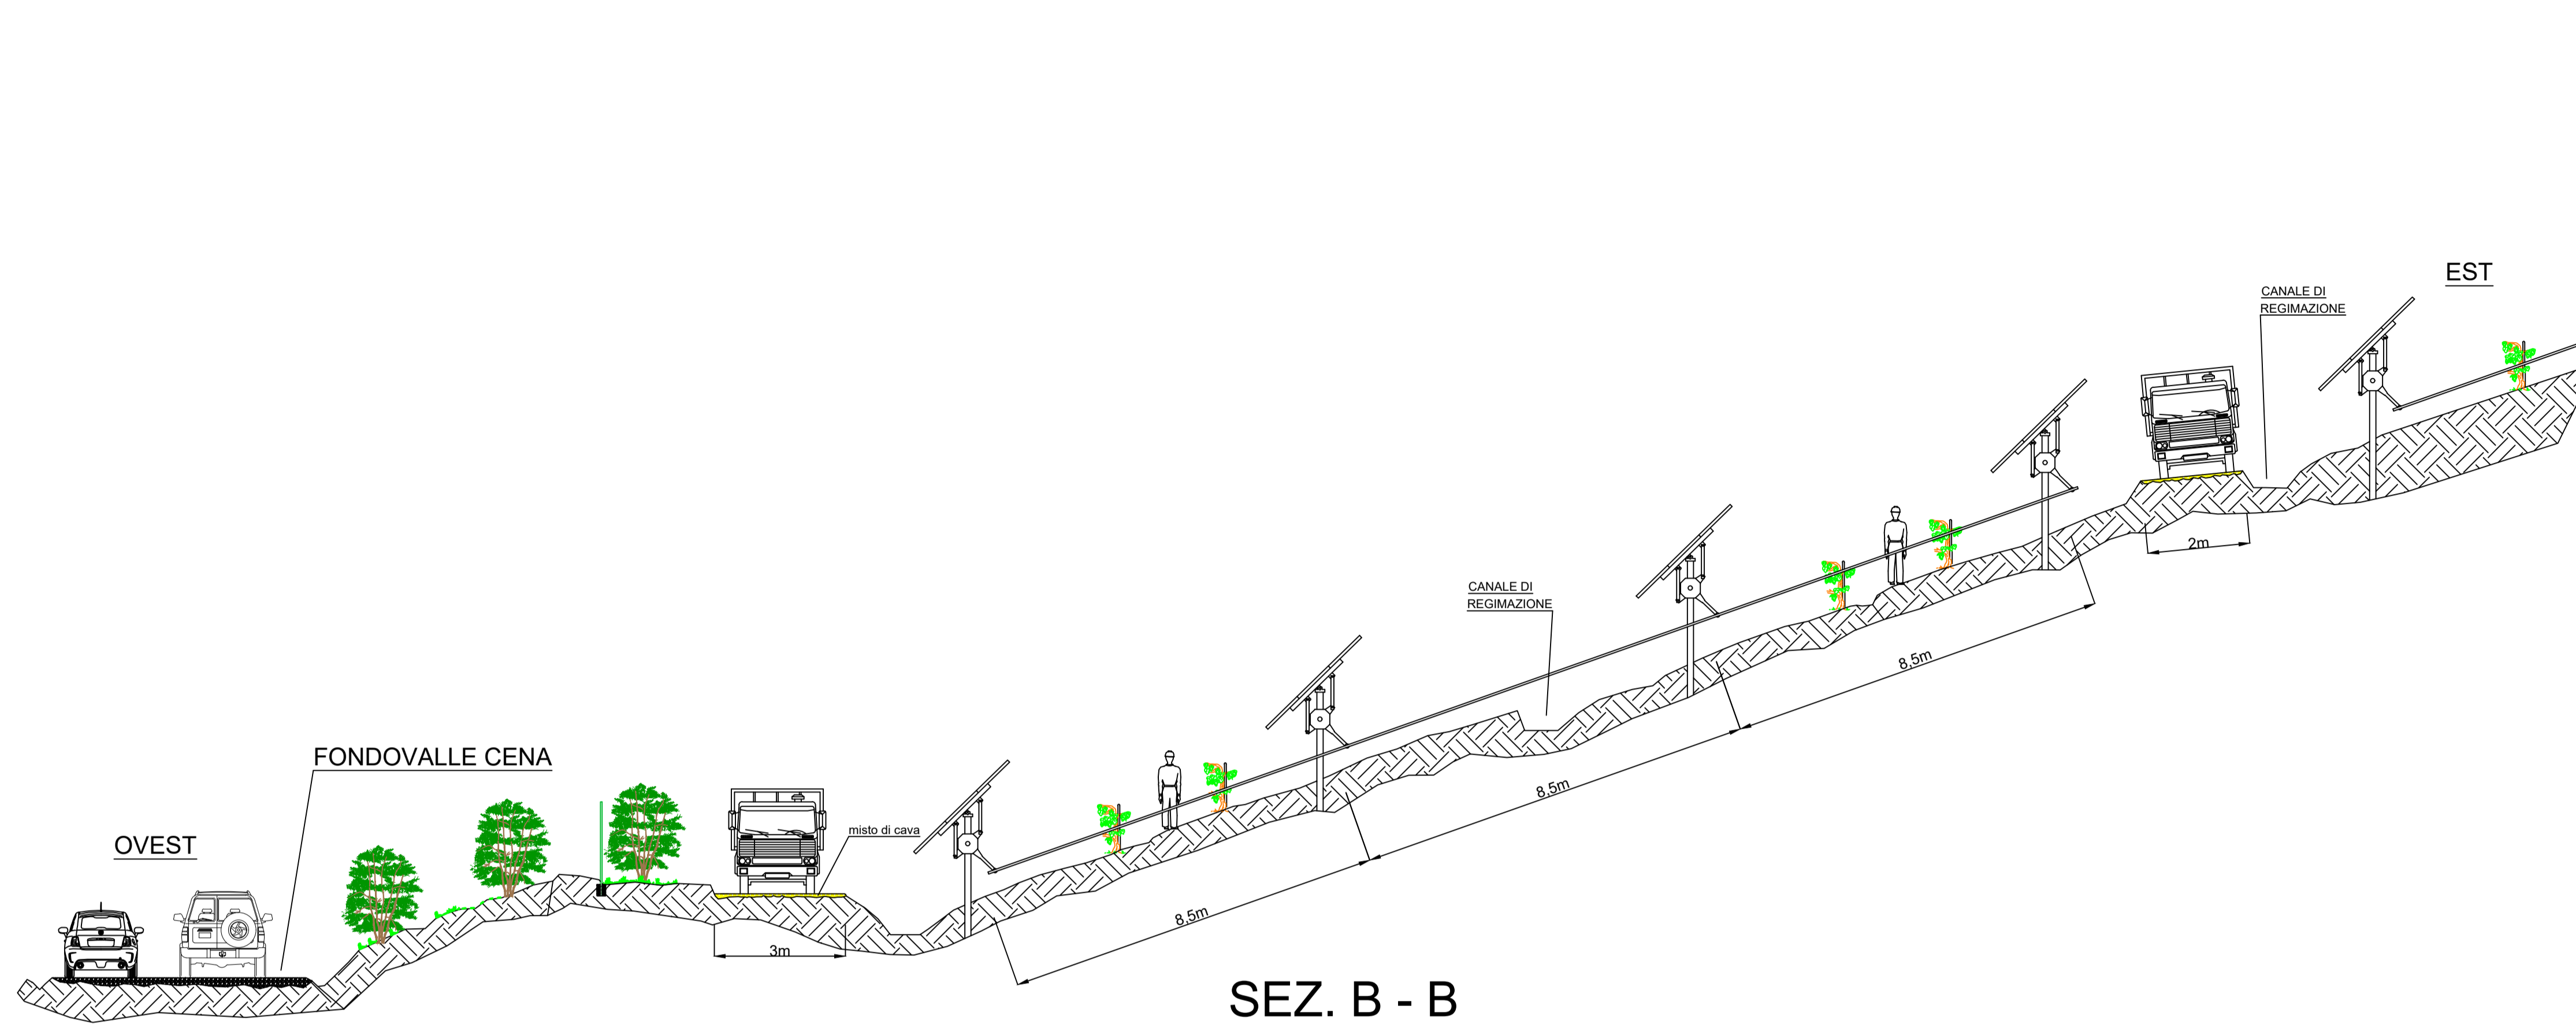 EST
CANALE DI
REGIMAZIONE
2m
CANALE DI
REGIMAZIONE
8,5m
8,5m
8,5m
FONDOVALLE CENA
OVEST
misto di cava
3m
SEZ. B - B